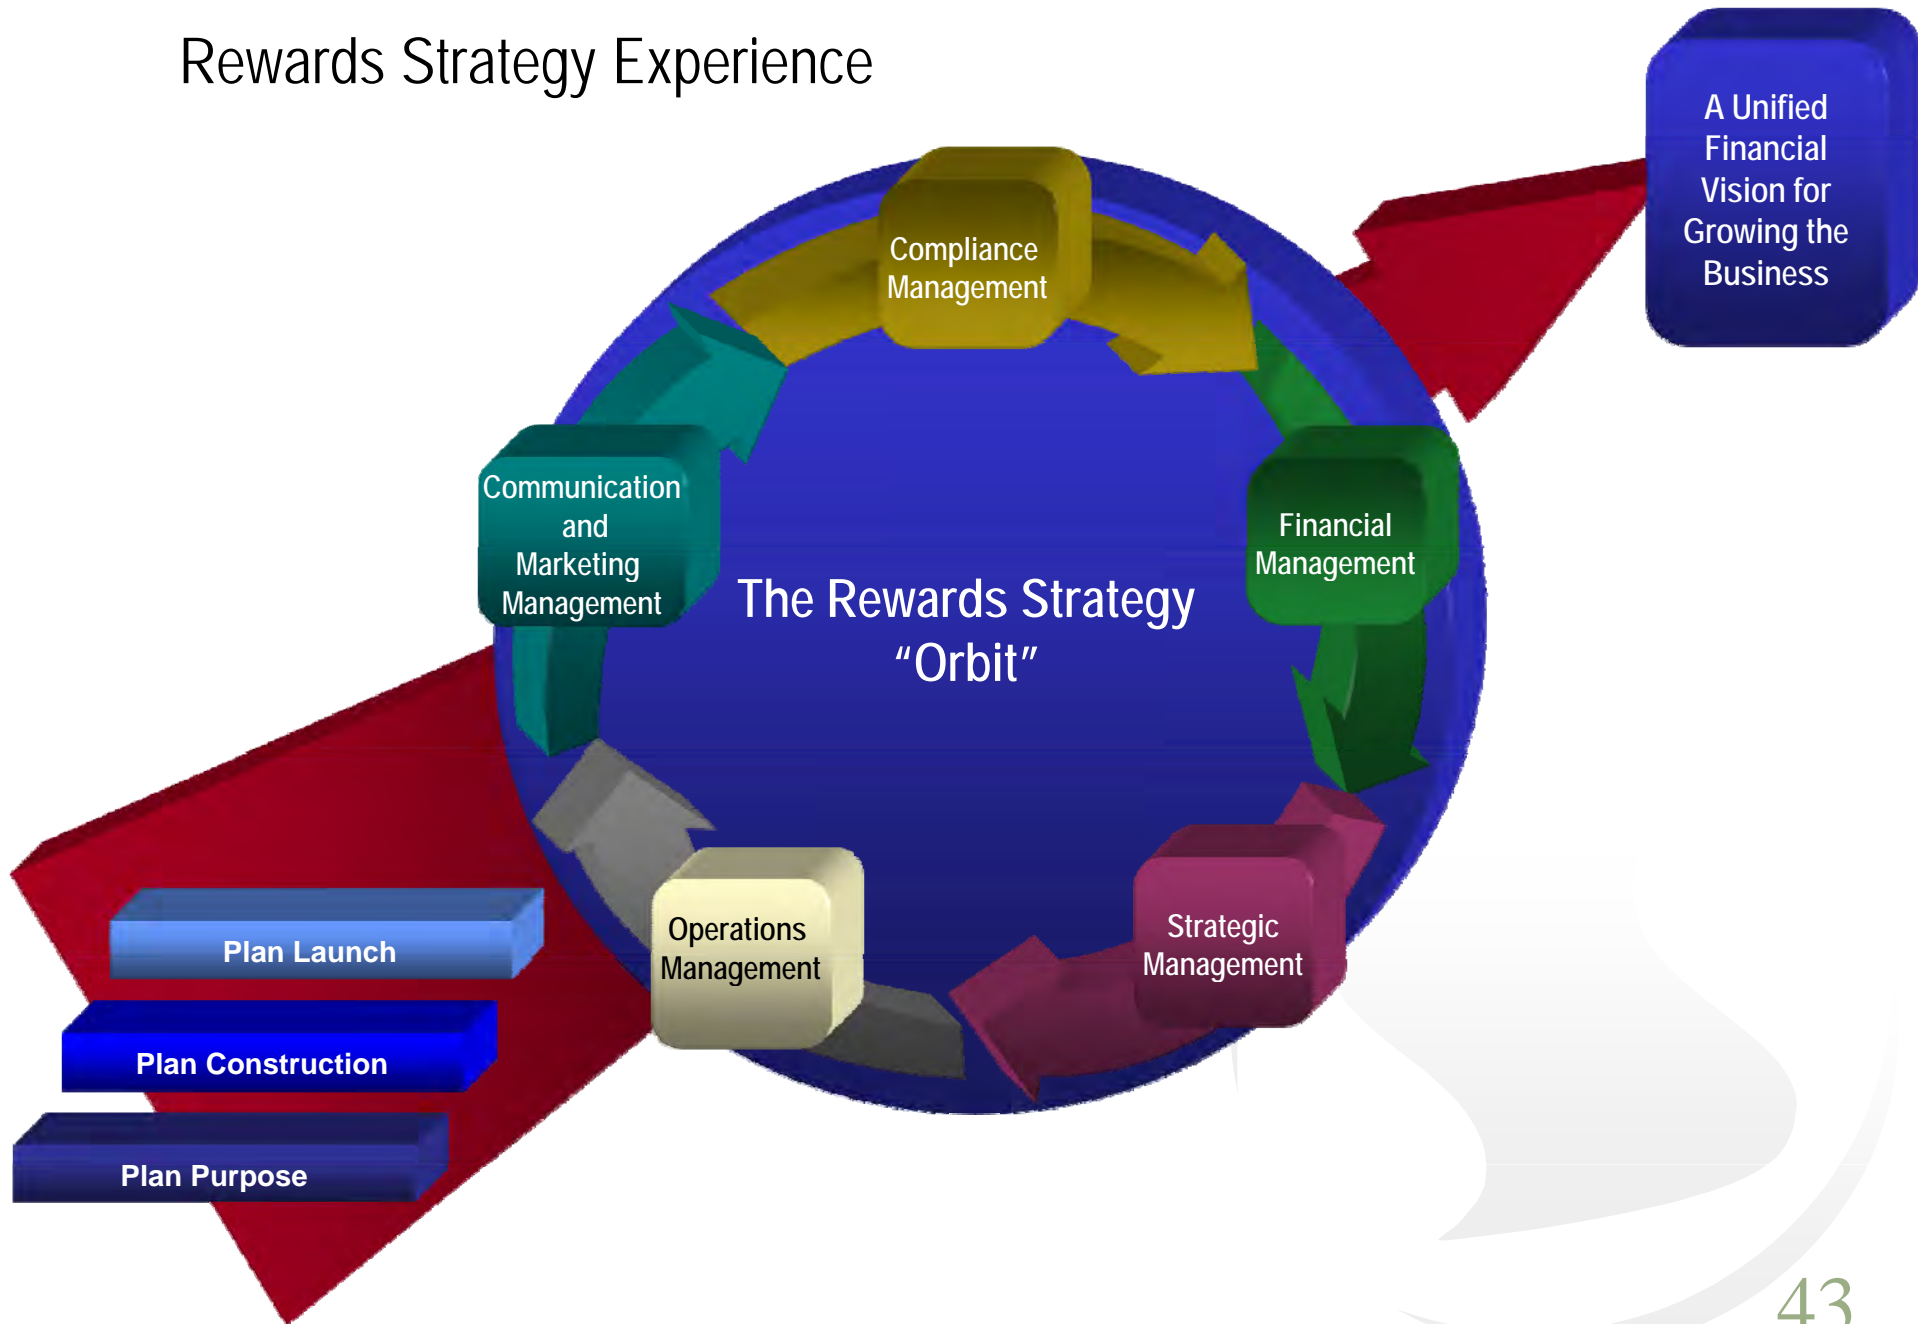 Rewards Strategy Experience
A Unified
Financial
Vision for
Growing the
Business
Compliance
Management
Communication
and
Marketing
Management
Financial
Management
The Rewards Strategy
“Orbit”
Operations
Management
Strategic
Management
Plan Launch
Plan Construction
Plan Purpose
43